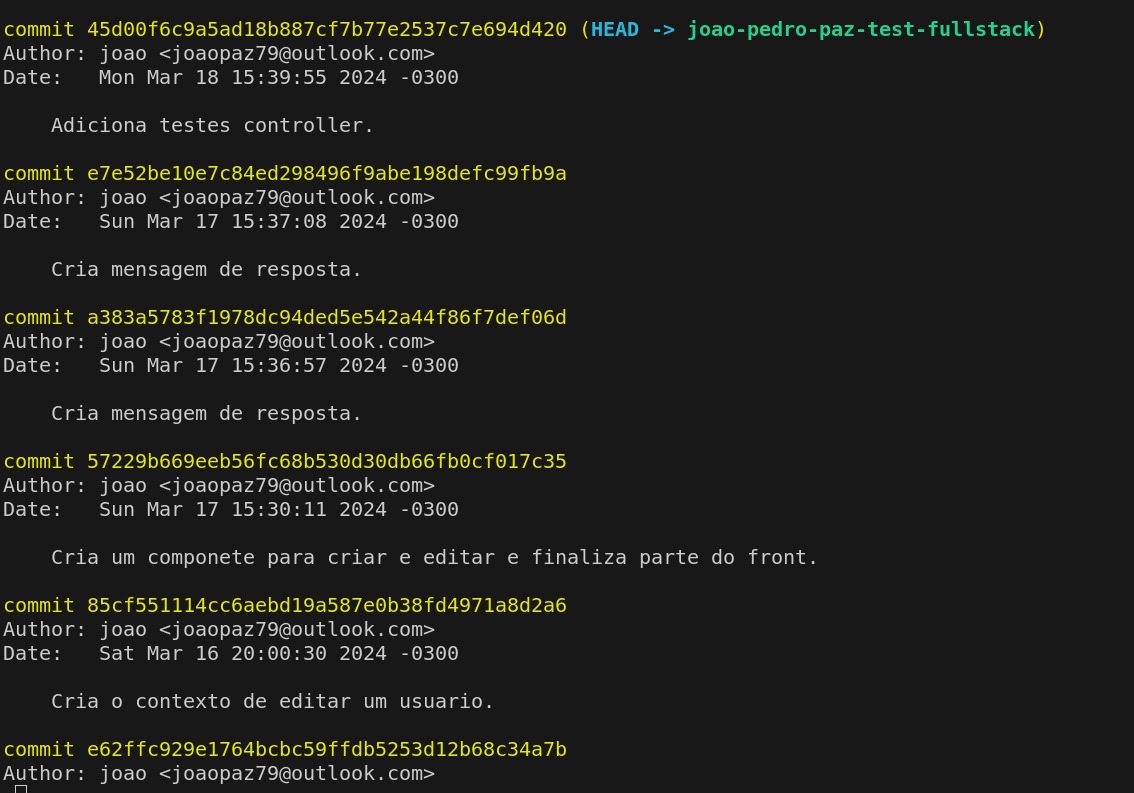 commit 45d00f6c9a5ad18b887cf7b77e2537c7e694d420 (HEAD -> joao-pedro-paz-test-fullstack)
Author: joao <joaopaz79@outlook.com>
Date:   Mon Mar 18 15:39:55 2024 -0300
Adiciona testes controller.
commit e7e52be10e7c84ed298496f9abe198defc99fb9a
Author: joao <joaopaz79@outlook.com>
Date:   Sun Mar 17 15:37:08 2024 -0300
Cria mensagem de resposta.
commit a383a5783f1978dc94ded5e542a44f86f7def06d
Author: joao <joaopaz79@outlook.com>
Date:   Sun Mar 17 15:36:57 2024 -0300
Cria mensagem de resposta.
commit 57229b669eeb56fc68b530d30db66fb0cf017c35
Author: joao <joaopaz79@outlook.com>
Date:   Sun Mar 17 15:30:11 2024 -0300
Cria um componete para criar e editar e finaliza parte do front.
commit 85cf551114cc6aebd19a587e0b38fd4971a8d2a6
Author: joao <joaopaz79@outlook.com>
Date:   Sat Mar 16 20:00:30 2024 -0300
Cria o contexto de editar um usuario.
commit e62ffc929e1764bcbc59ffdb5253d12b68c34a7b
Author: joao <joaopaz79@outlook.com>